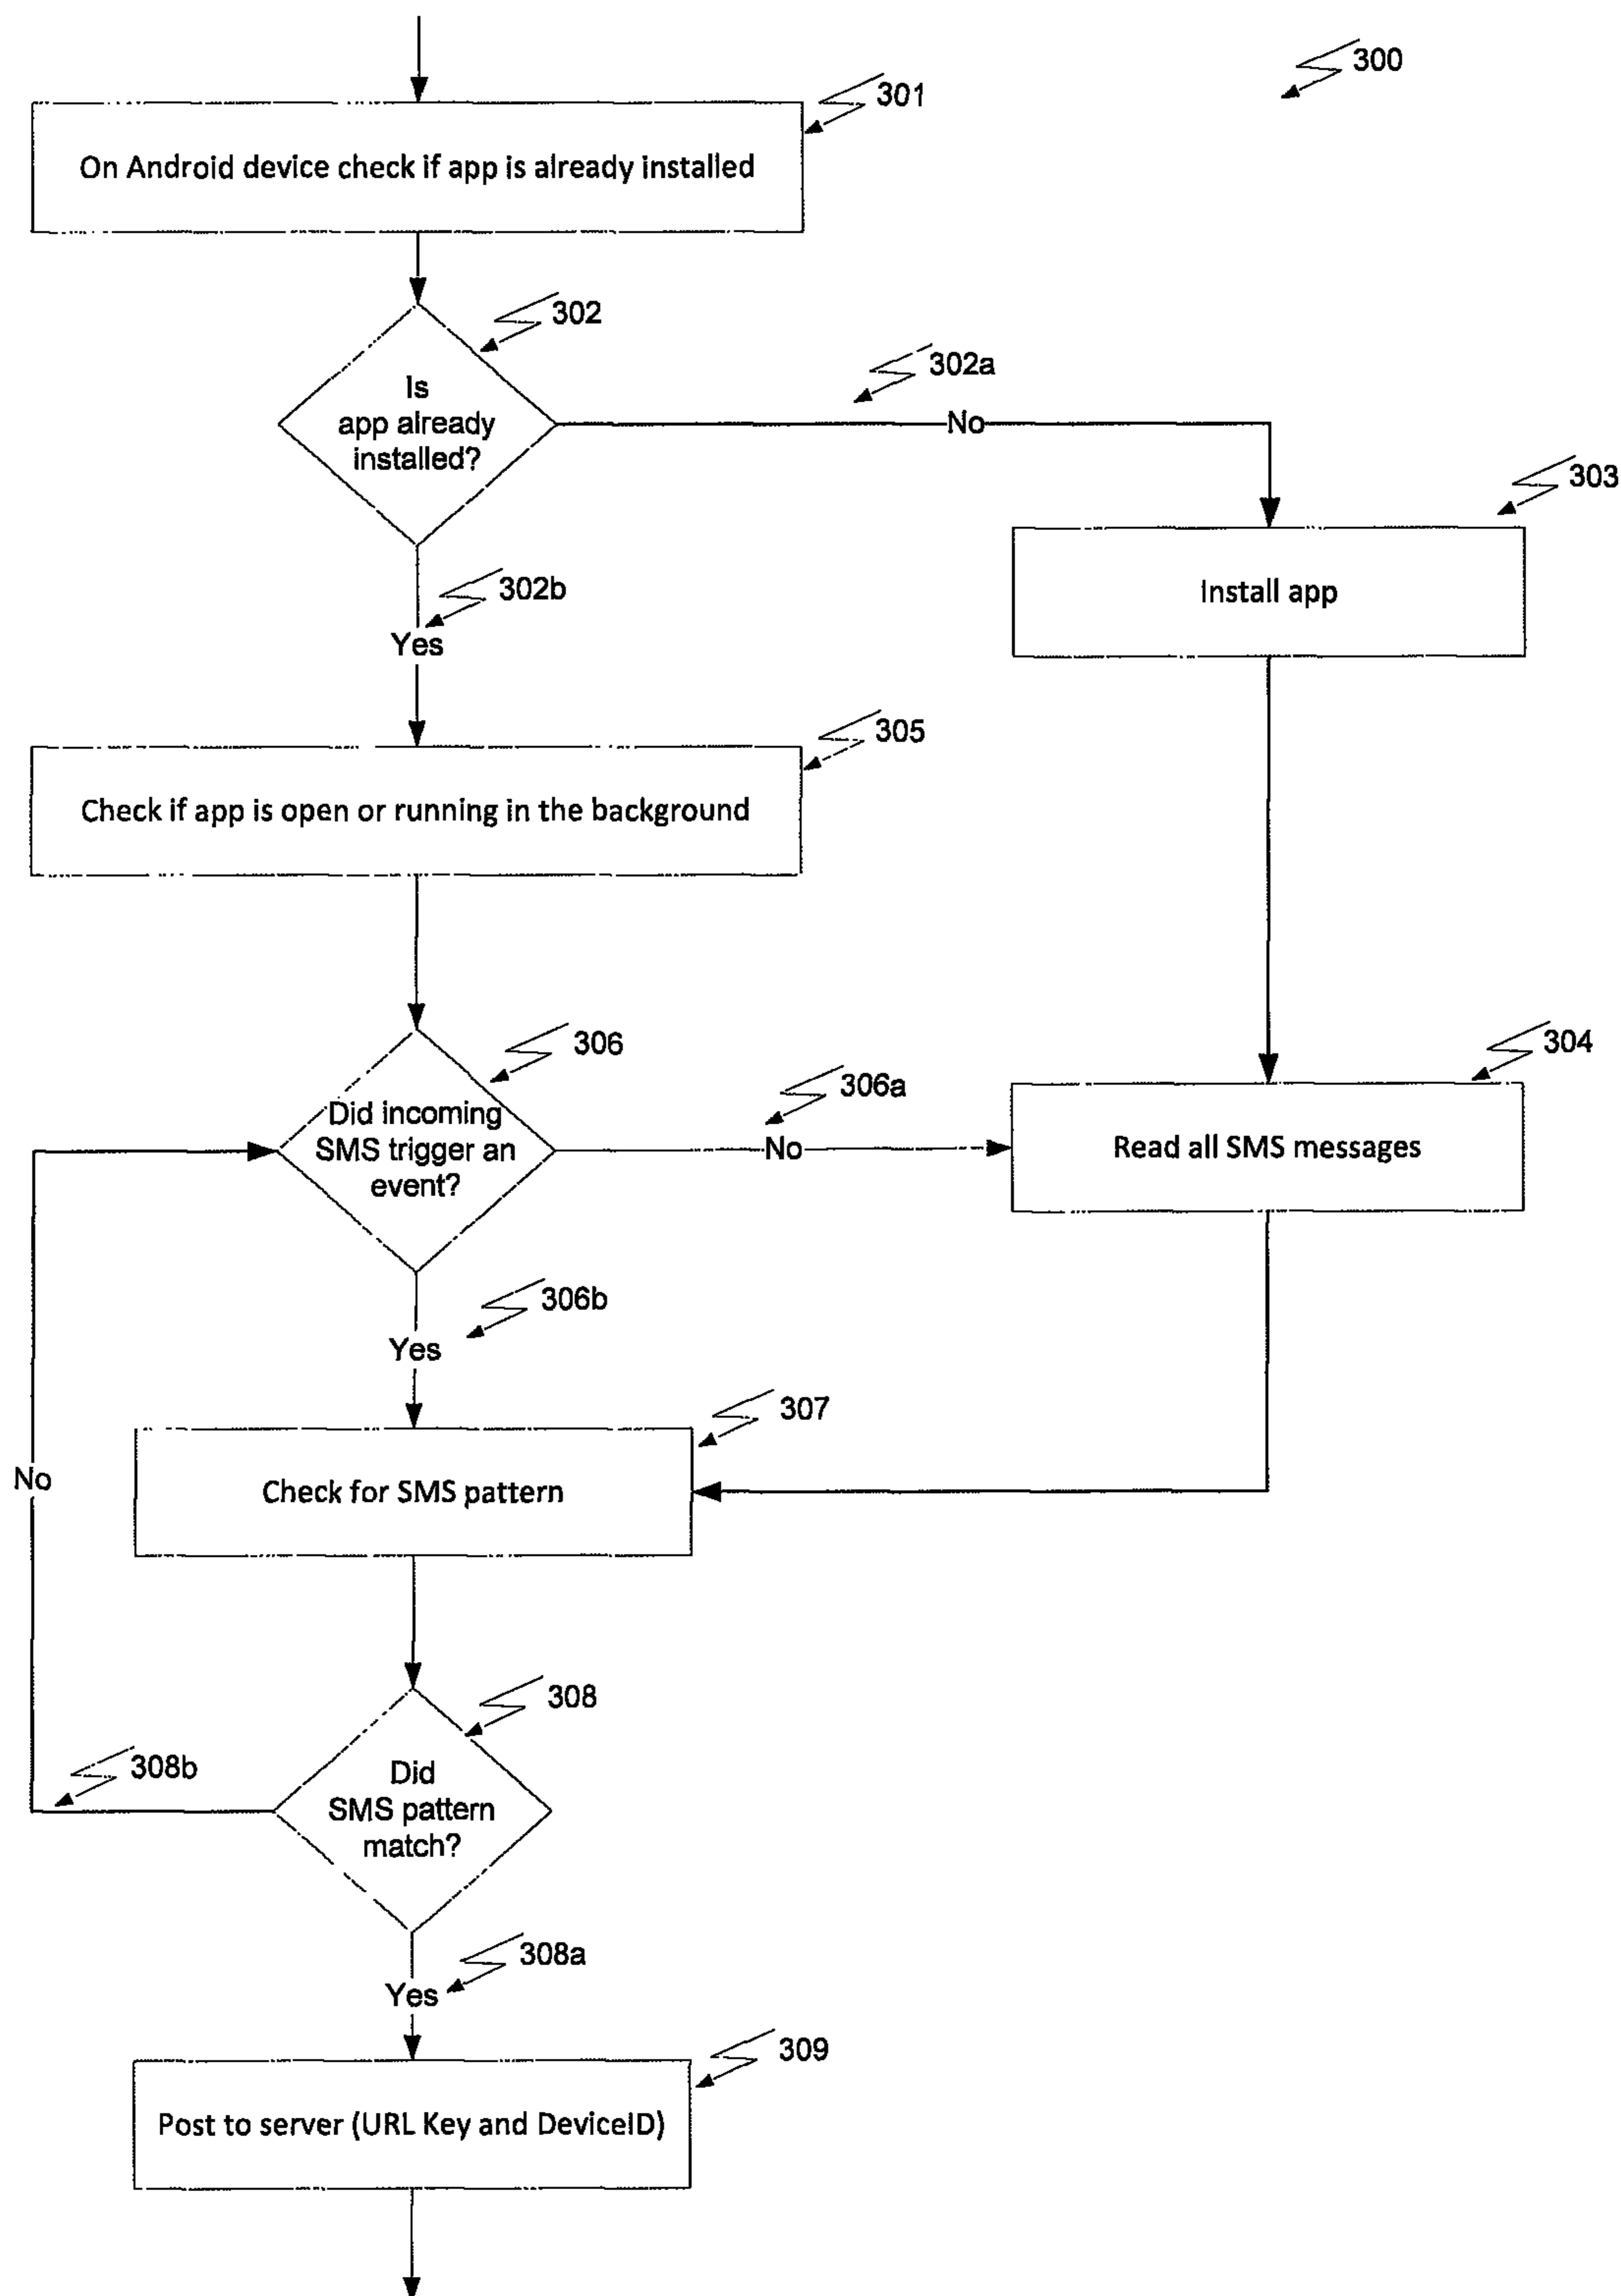 300
301
On Android device check if app is already installed
302
Is
app already
installed?
302a
No
303
Install app
302b
Yes
305
Check if app is open or running in the background
306
Did incoming
SMS trigger an
event?
306a
No
304
Read all SMS messages
306b
Yes
307
Check for SMS pattern
No
308
Did
SMS pattern
match?
308b
308a
Yes
309
Post to server (URL Key and DeviceID)